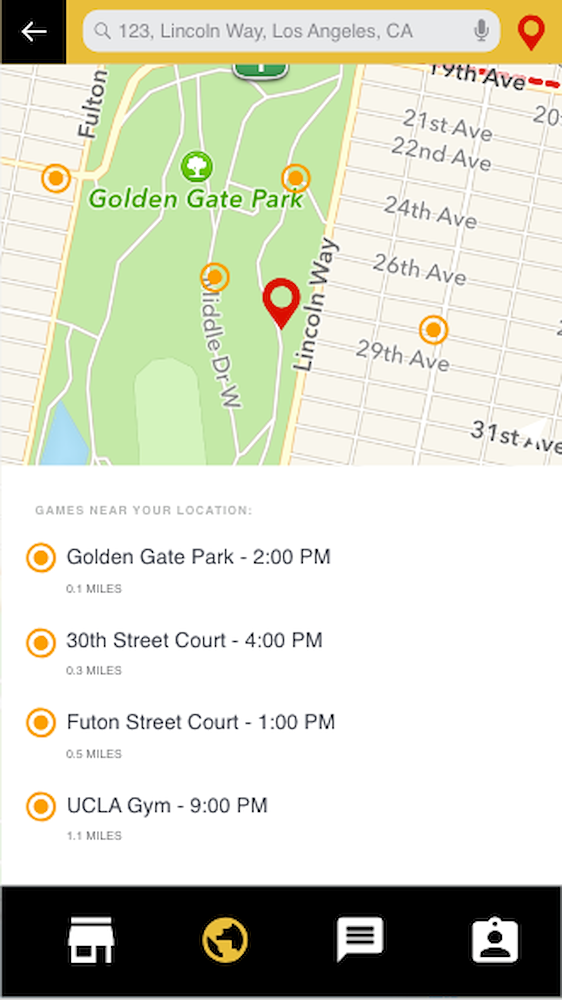 123, Lincoln Way, Los Angeles, CA
19th Ave
Fulton
21st Ave
20
22nd Ave
Golden Gate Park
24th Ave
26th Ave
Lincoln Way
Middle Dr W
29th Ave
31st Ave
GAMES NEAR YOUR LOCATION:
Golden Gate Park - 2:00 PM
0.1 MILES
30th Street Court - 4:00 PM
0.3 MILES
Futon Street Court - 1:00 PM
0.5 MILES
UCLA Gym - 9:00 PM
1.1 MILES